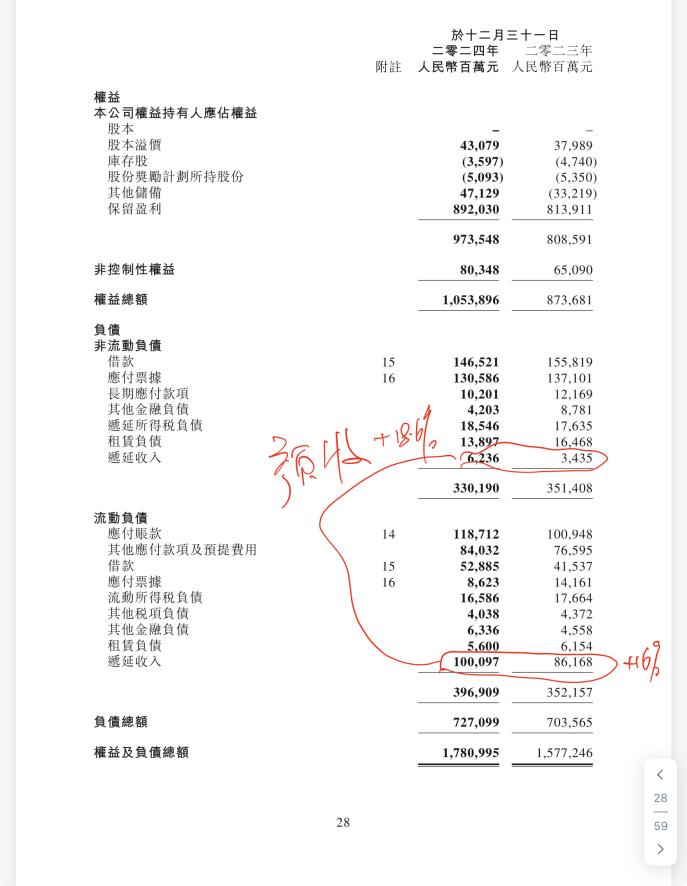 於十二月三十一日
二零二四年 二零二三年
附註 人民幣百萬元 人民幣百萬元
權益
本公司權益持有人應佔權益
股本 – –
股本溢價 43,079 37,989
庫存股 (3,597) (4,740)
股份獎勵計劃所持股份 (5,093) (5,350)
其他儲備 47,129 (33,219)
保留盈利 892,030 813,911
973,548 808,591
非控制性權益 80,348 65,090
權益總額 1,053,896 873,681
負債
非流動負債
借款 15 146,521 155,819
應付票據 16 130,586 137,101
長期應付款項 10,201 12,169
其他金融負債 4,203 8,781
遞延所得稅負債 18,546 17,635
租賃負債 13,897 16,468
預收 +18.6%
遞延收入 6,236 3,435
330,190 351,408
流動負債
應付賬款 14 118,712 100,948
其他應付款項及預提費用 84,032 76,595
借款 15 52,885 41,537
應付票據 16 8,623 14,161
流動所得稅負債 16,586 17,664
其他稅項負債 4,038 4,372
其他金融負債 6,336 4,558
租賃負債 5,600 6,154
遞延收入 100,097 86,168 +16%
396,909 352,157
負債總額 727,099 703,565
權益及負債總額 1,780,995 1,577,246
28
59
28